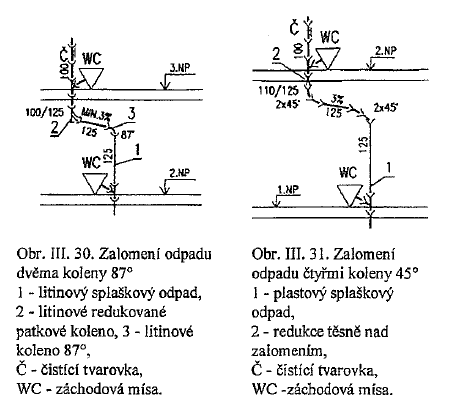 Č
WC
100
3.NP
100/125
MIN.3%
125
3
2
87°
125
1
WC
2.NP
Č
WC
100
2
2.NP
110/125
2x45°
3%
125
2x45°
125
1
WC
1.NP
Obr. III. 30. Zalomení odpadu
dvěma koleny 87°
1 - litinový splaškový odpad,
2 - litinové redukované
patkové koleno, 3 - litinové
koleno 87°,
Č - čistící tvarovka,
WC - záchodová mísa.
Obr. III. 31. Zalomení
odpadu čtyřmi koleny 45°
1 - plastový splaškový
odpad,
2 - redukce těsně nad
zalomením,
Č - čistící tvarovka,
WC -záchodová mísa.